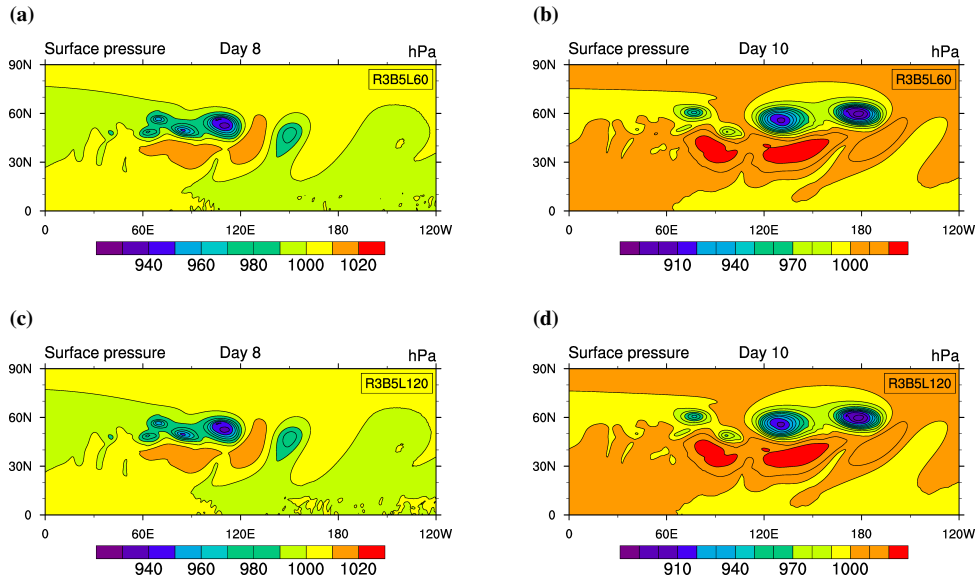 (a)
Surface pressure Day 8 hPa
R3B5L60
90N
60N
30N
0
0 60E 120E 180 120W
940 960 980 1000 1020
(b)
Surface pressure Day 10 hPa
R3B5L60
90N
60N
30N
0
0 60E 120E 180 120W
910 940 970 1000
(c)
Surface pressure Day 8 hPa
R3B5L120
90N
60N
30N
0
0 60E 120E 180 120W
940 960 980 1000 1020
(d)
Surface pressure Day 10 hPa
R3B5L120
90N
60N
30N
0
0 60E 120E 180 120W
910 940 970 1000